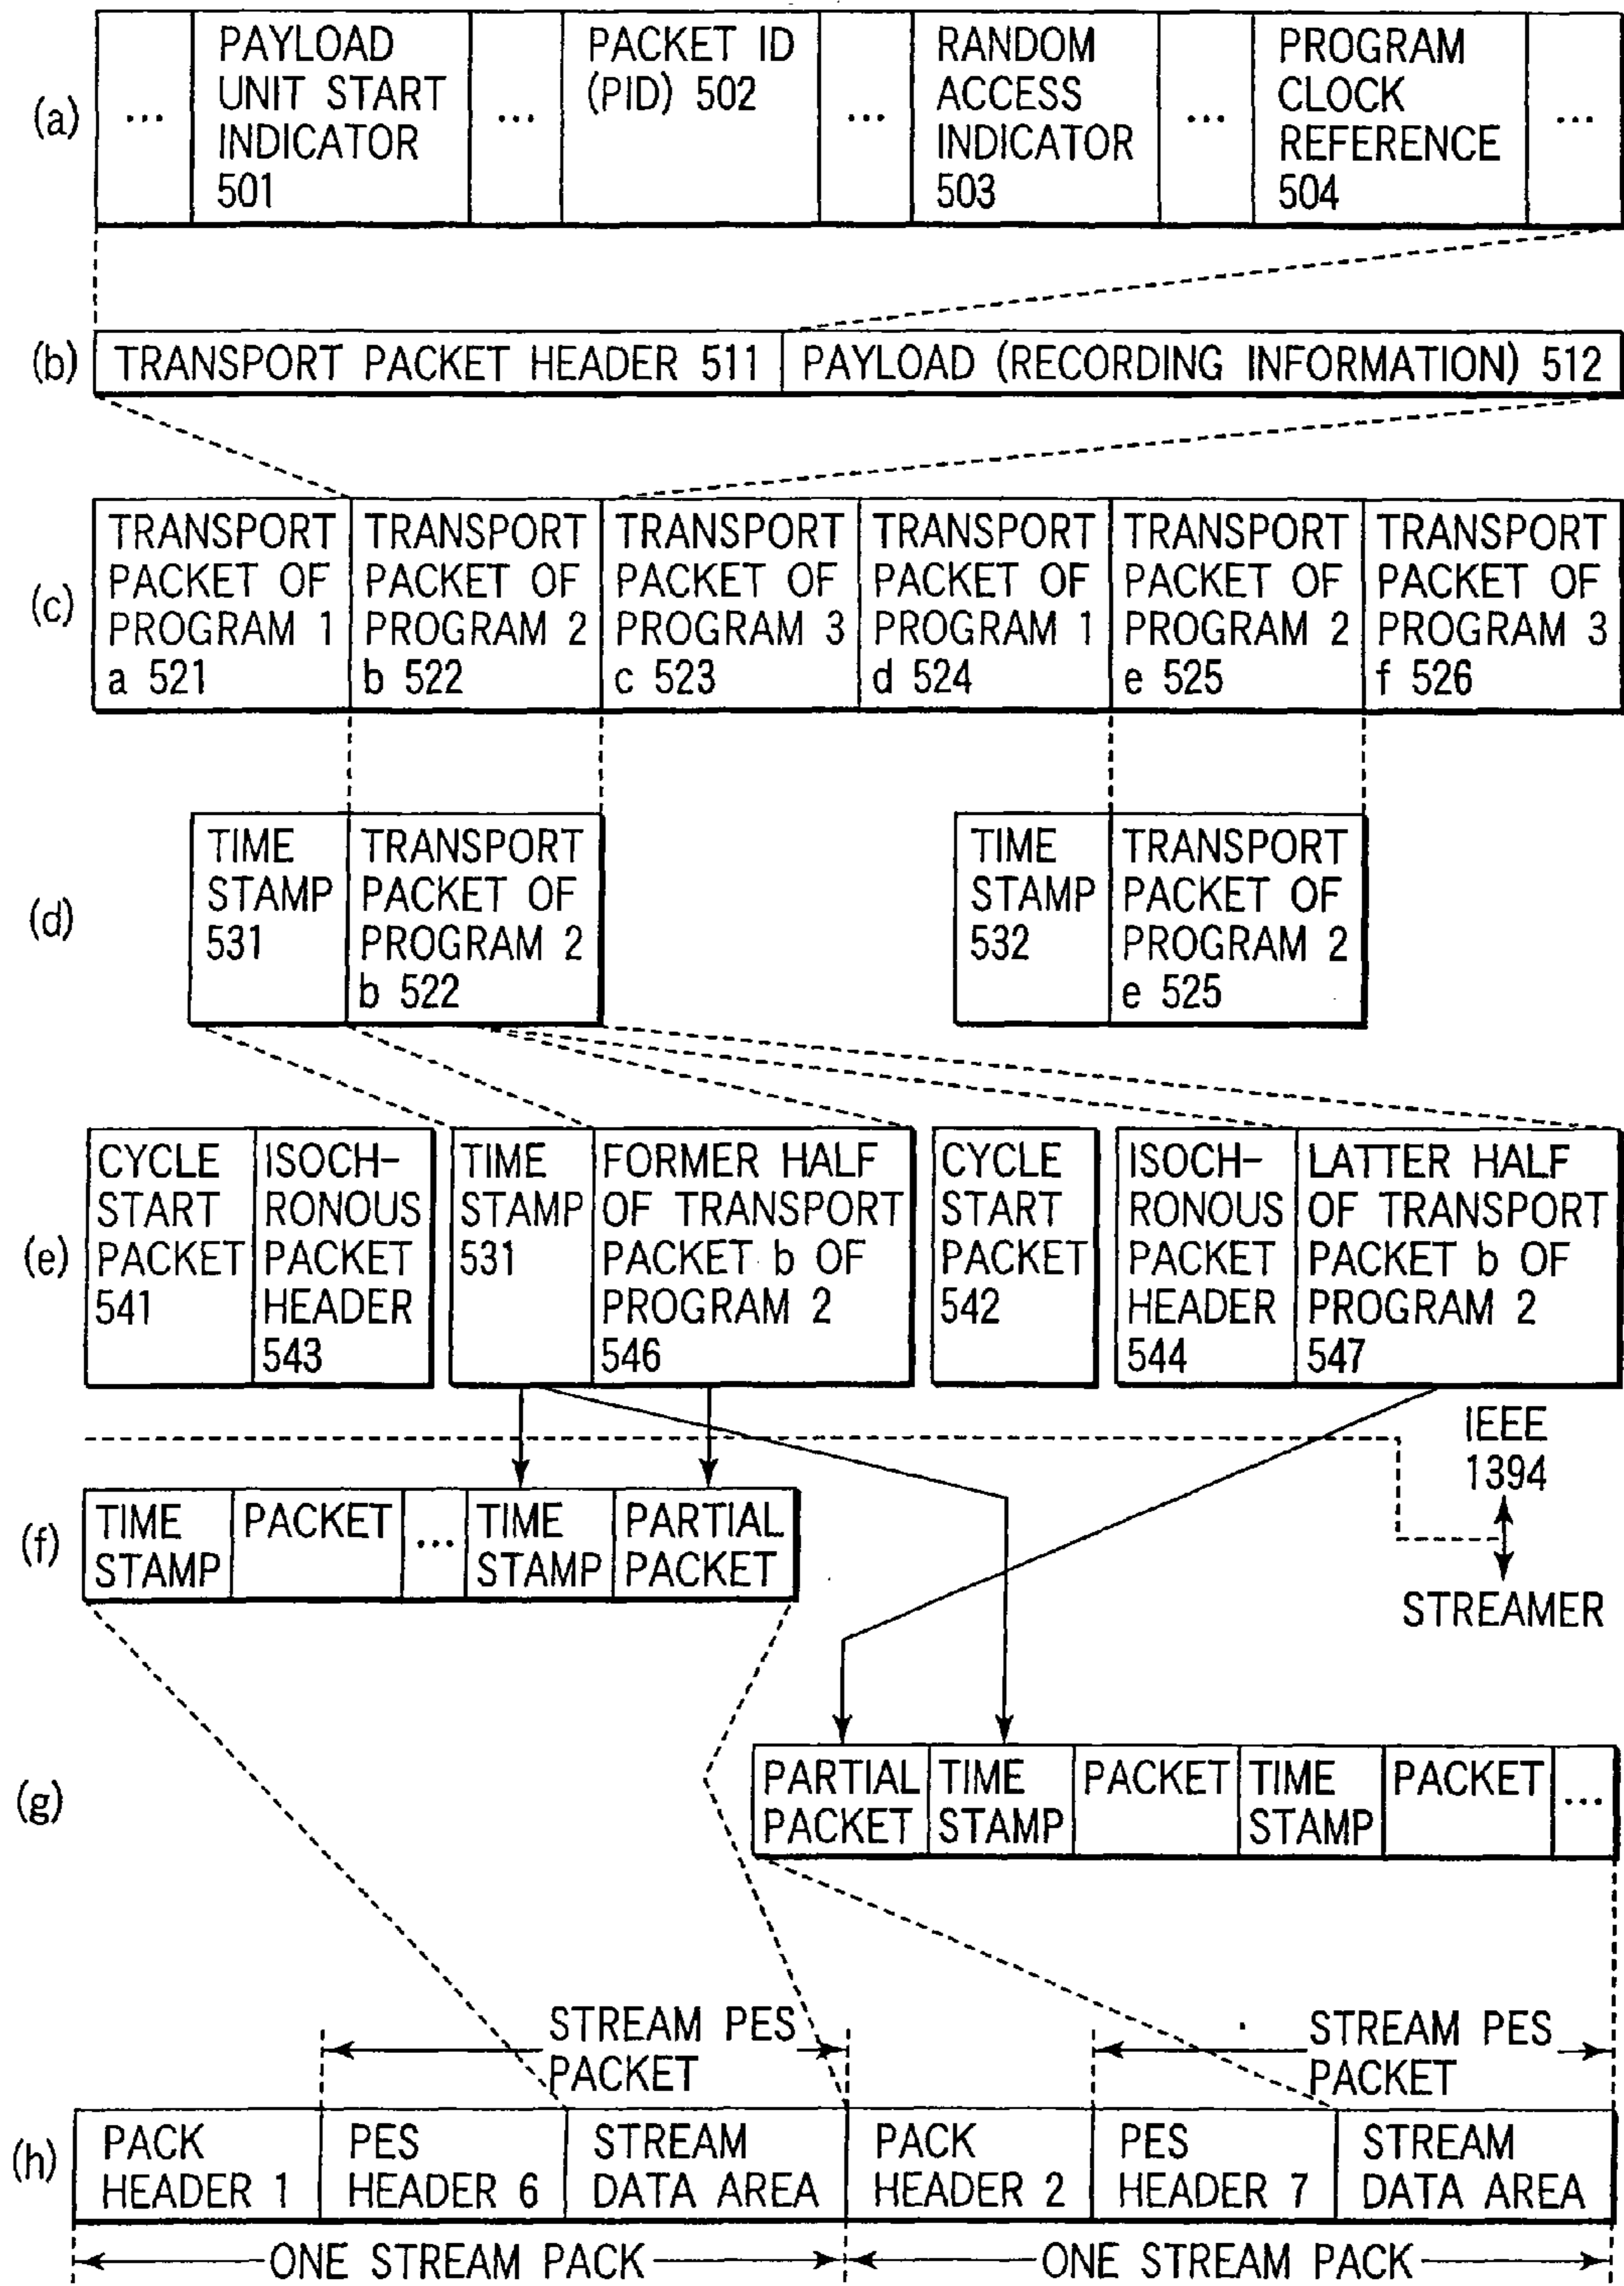 (a)
...
PAYLOAD
UNIT START
INDICATOR
501
...
PACKET ID
(PID) 502
...
RANDOM
ACCESS
INDICATOR
503
...
PROGRAM
CLOCK
REFERENCE
504
...
(b)
TRANSPORT PACKET HEADER 511
PAYLOAD (RECORDING INFORMATION) 512
(c)
TRANSPORT
PACKET OF
PROGRAM 1
a 521
TRANSPORT
PACKET OF
PROGRAM 2
b 522
TRANSPORT
PACKET OF
PROGRAM 3
c 523
TRANSPORT
PACKET OF
PROGRAM 1
d 524
TRANSPORT
PACKET OF
PROGRAM 2
e 525
TRANSPORT
PACKET OF
PROGRAM 3
f 526
(d)
TIME
STAMP
531
TRANSPORT
PACKET OF
PROGRAM 2
b 522
TIME
STAMP
532
TRANSPORT
PACKET OF
PROGRAM 2
e 525
(e)
CYCLE
START
PACKET
541
ISOCH-
RONOUS
PACKET
HEADER
543
TIME
STAMP
531
FORMER HALF
OF TRANSPORT
PACKET b OF
PROGRAM 2
546
CYCLE
START
PACKET
542
ISOCH-
RONOUS
PACKET
HEADER
544
LATTER HALF
OF TRANSPORT
PACKET b OF
PROGRAM 2
547
IEEE
1394
STREAMER
(f)
TIME
STAMP
PACKET
...
TIME
STAMP
PARTIAL
PACKET
(g)
PARTIAL
PACKET
TIME
STAMP
PACKET
TIME
STAMP
PACKET
...
STREAM PES
PACKET
STREAM PES
PACKET
(h)
PACK
HEADER 1
PES
HEADER 6
STREAM
DATA AREA
PACK
HEADER 2
PES
HEADER 7
STREAM
DATA AREA
ONE STREAM PACK
ONE STREAM PACK